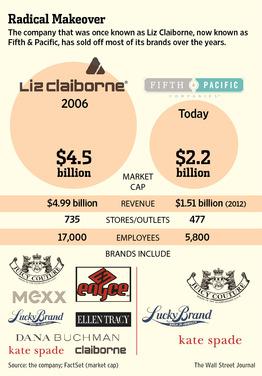 Radical Makeover
The company that was once known as Liz Claiborne, now known as
Fifth & Pacific, has sold off most of its brands over the years.
LIZ CLAIBORNE®
2006
FIFTH & PACIFIC
COMPANIES
Today
$4.5
billion
MARKET
CAP
$2.2
billion
$4.99 billion REVENUE $1.51 billion (2012)
735 STORES/OUTLETS 477
17,000 EMPLOYEES 5,800
BRANDS INCLUDE
JUICY COUTURE
mexx
enyce
Lucky Brand
ELLEN TRACY
DANA BUCHMAN
kate spade claiborne
JUICY COUTURE
Lucky Brand
kate spade
Source: the company; FactSet (market cap) The Wall Street Journal